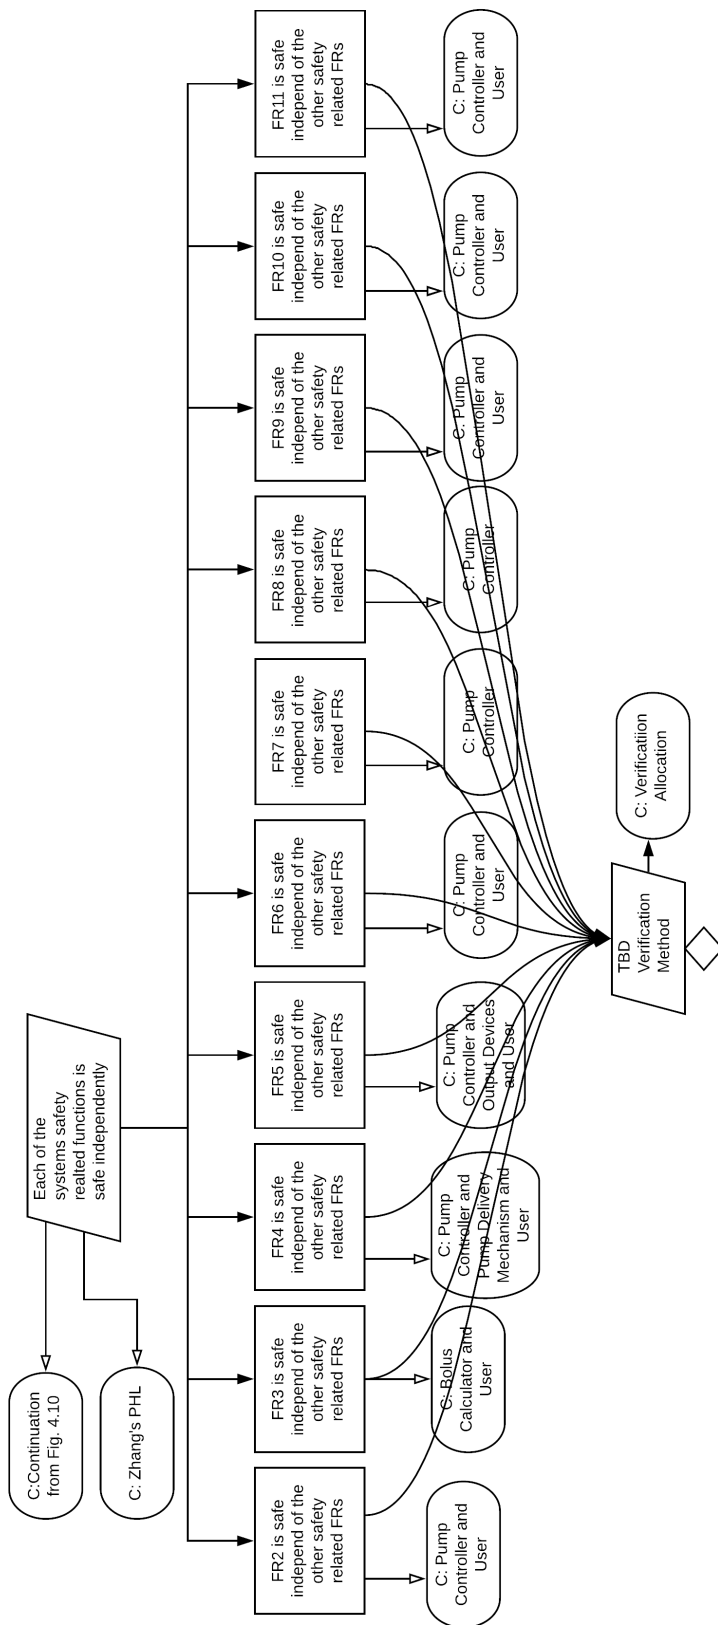 Each of the
systems safety
realted functions is
safe independently
C:Continuation
from Fig. 4.10
C: Zhang's PHL
FR2 is safe
independ of the
other safety
related FRs
FR3 is safe
independ of the
other safety
related FRs
FR4 is safe
independ of the
other safety
related FRs
FR5 is safe
independ of the
other safety
related FRs
FR6 is safe
independ of the
other safety
related FRs
FR7 is safe
independ of the
other safety
related FRs
FR8 is safe
independ of the
other safety
related FRs
FR9 is safe
independ of the
other safety
related FRs
FR10 is safe
independ of the
other safety
related FRs
FR11 is safe
independ of the
other safety
related FRs
C: Pump
Controller and
User
C: Bolus
Calculator and
User
C: Pump
Controller and
Pump Delivery
Mechanism and
User
C: Pump
Controller and
Output Devices
and User
C: Pump
Controller and
User
C: Pump
Controller
C: Pump
Controller
C: Pump
Controller and
User
C: Pump
Controller and
User
C: Pump
Controller and
User
TBD
Verification
Method
C: Verifiication
Allocation